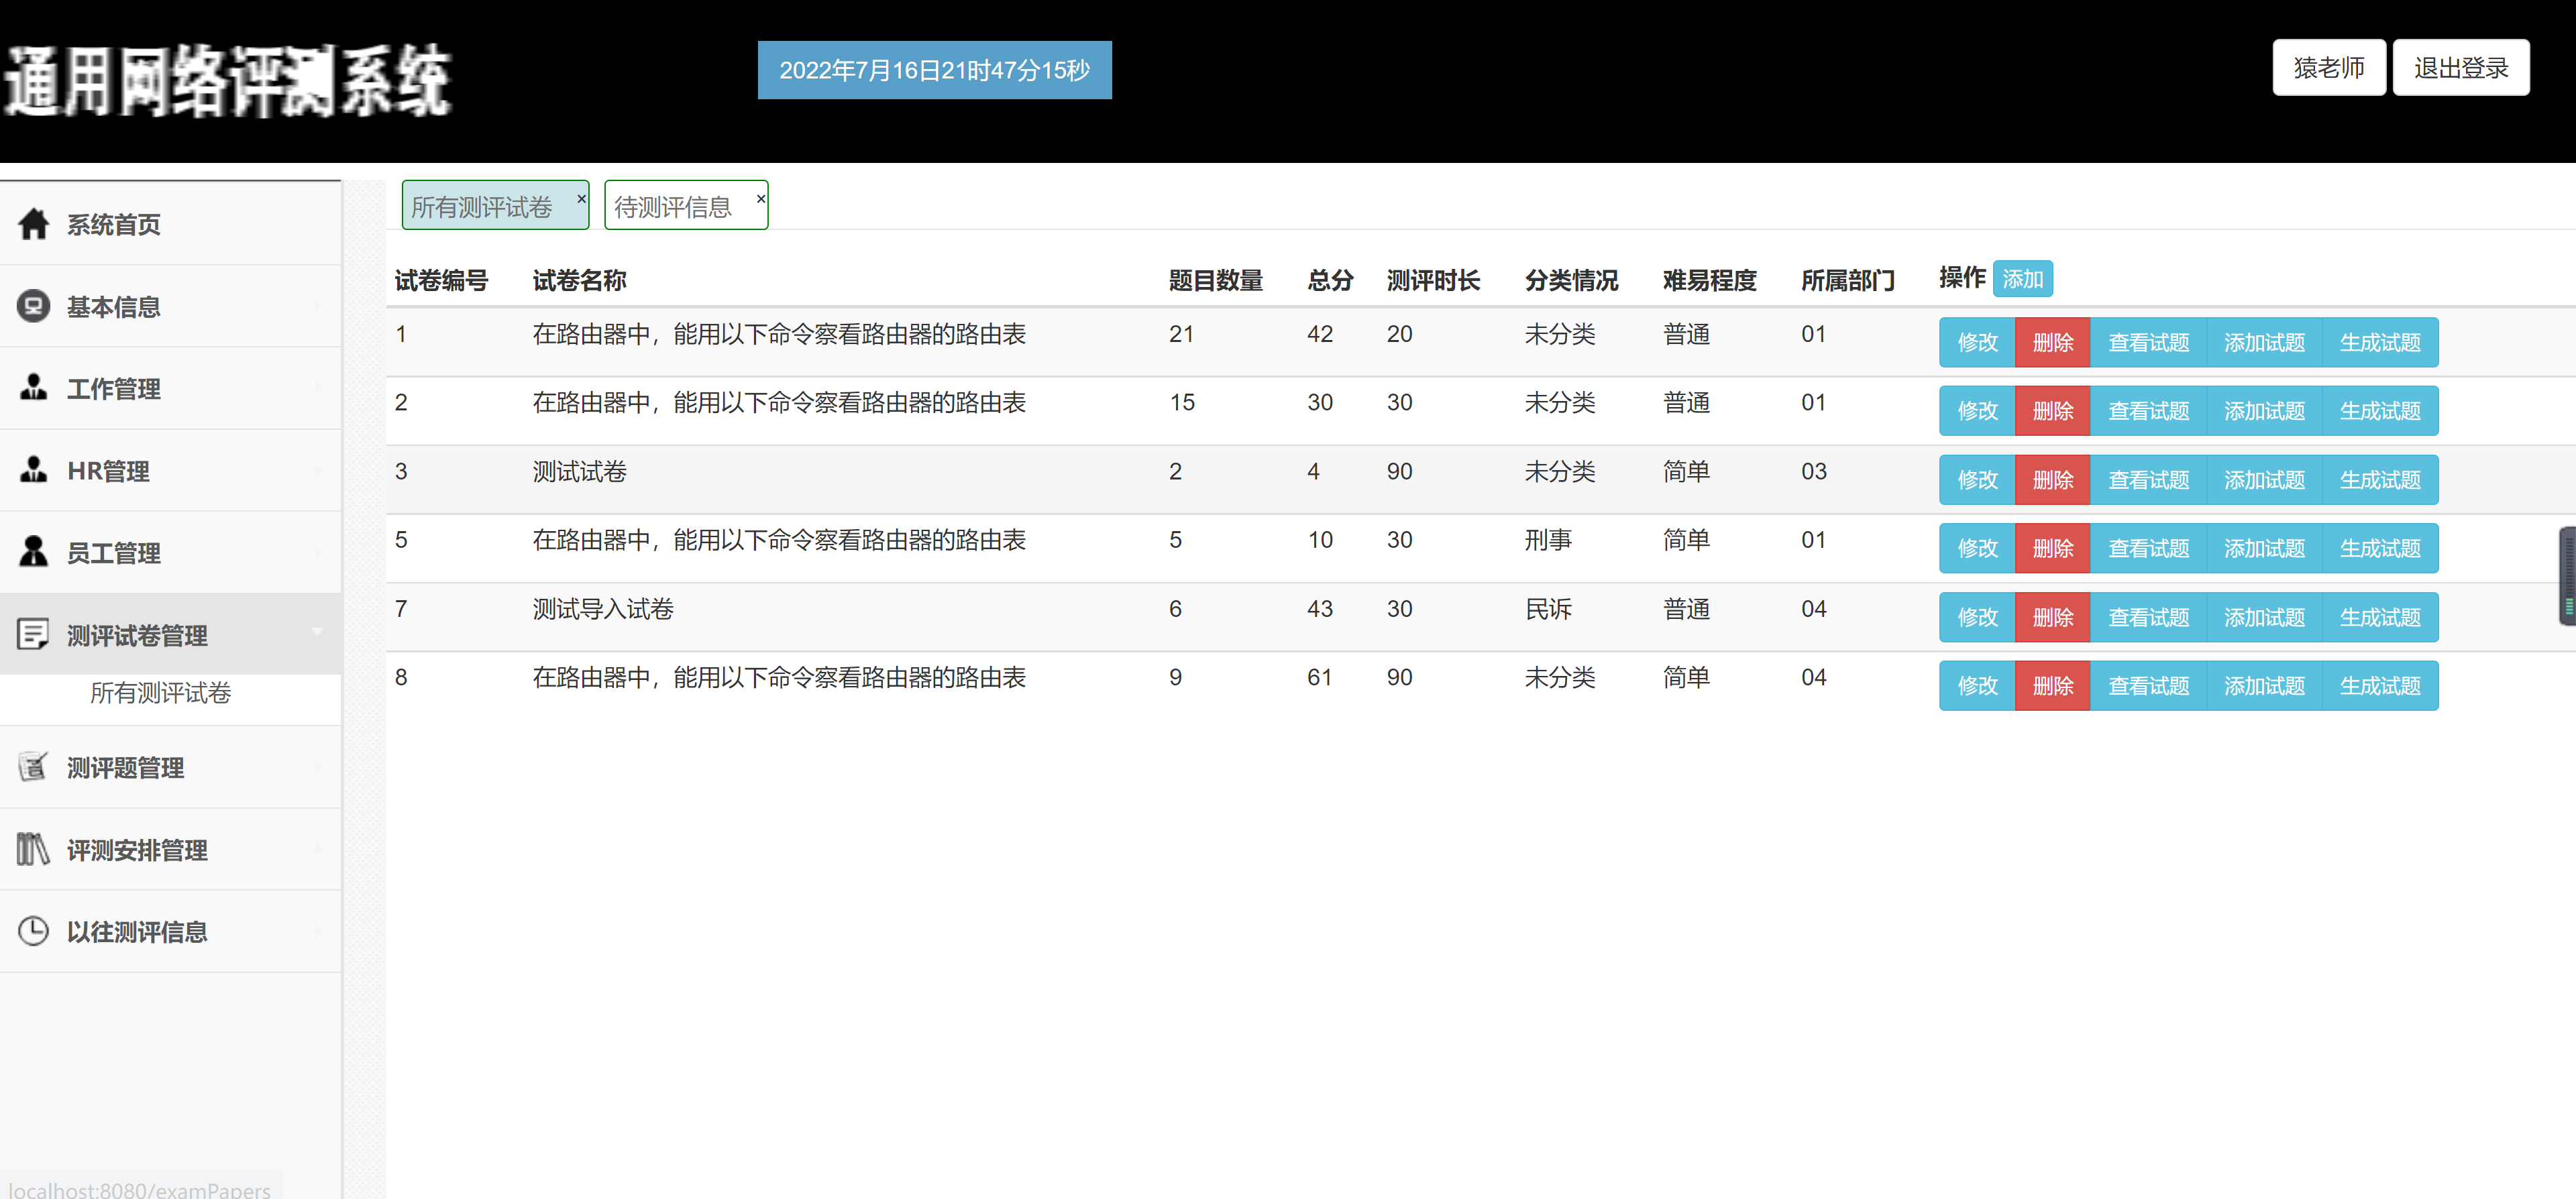 通用网络评测系统
2022年7月16日21时47分15秒
猿老师 退出登录
系统首页
基本信息
工作管理
HR管理
员工管理
测评试卷管理
所有测评试卷
测评题管理
评测安排管理
以往测评信息
所有测评试卷 × 待测评信息 ×
试卷编号 试卷名称 题目数量 总分 测评时长 分类情况 难易程度 所属部门 操作 添加
1 在路由器中，能用以下命令察看路由器的路由表 21 42 20 未分类 普通 01 修改 删除 查看试题 添加试题 生成试题
2 在路由器中，能用以下命令察看路由器的路由表 15 30 30 未分类 普通 01 修改 删除 查看试题 添加试题 生成试题
3 测试试卷 2 4 90 未分类 简单 03 修改 删除 查看试题 添加试题 生成试题
5 在路由器中，能用以下命令察看路由器的路由表 5 10 30 刑事 简单 01 修改 删除 查看试题 添加试题 生成试题
7 测试导入试卷 6 43 30 民诉 普通 04 修改 删除 查看试题 添加试题 生成试题
8 在路由器中，能用以下命令察看路由器的路由表 9 61 90 未分类 简单 04 修改 删除 查看试题 添加试题 生成试题
localhost:8080/examPapers